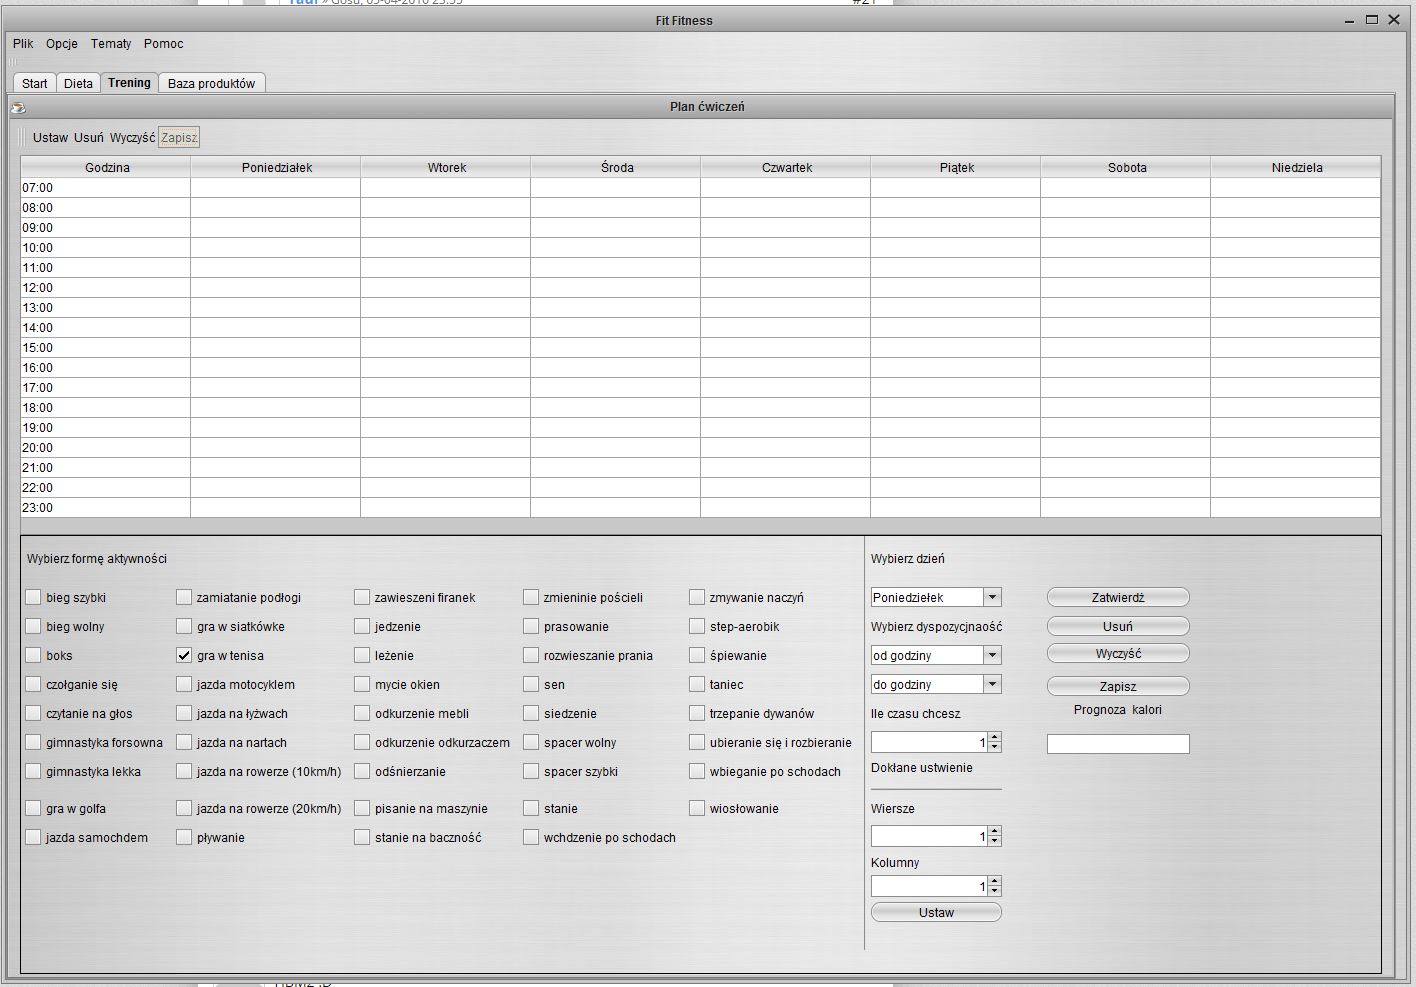 Fit Fitness
Plik Opcje Tematy Pomoc
Start Dieta Trening Baza produktów
Plan ćwiczeń
Ustaw Usuń Wyczyść Zapisz
Godzina Poniedziałek Wtorek Środa Czwartek Piątek Sobota Niedziela
07:00
08:00
09:00
10:00
11:00
12:00
13:00
14:00
15:00
16:00
17:00
18:00
19:00
20:00
21:00
22:00
23:00
Wybierz formę aktywności
bieg szybki zamiatanie podłogi zawieszeni firanek zmieninie pościeli zmywanie naczyń
bieg wolny gra w siatkówke jedzenie prasowanie step-aerobik
boks gra w tenisa leżenie rozwieszanie prania śpiewanie
czołganie się jazda motocyklem mycie okien sen taniec
czytanie na głos jazda na łyżwach odkurzenie mebli siedzenie trzepanie dywanów
gimnastyka forsowna jazda na nartach odkurzenie odkurzaczem spacer wolny ubieranie się i rozbieranie
gimnastyka lekka jazda na rowerze (10km/h) odśnierzanie spacer szybki wbieganie po schodach
gra w golfa jazda na rowerze (20km/h) pisanie na maszynie stanie wiosłowanie
jazda samochdem pływanie stanie na baczność wchdzenie po schodach
Wybierz dzień
Poniedziełek
Wybierz dyspozycjnaość
od godziny
do godziny
Ile czasu chcesz
1
Dokłane ustwienie
Wiersze
1
Kolumny
1
Ustaw
Zatwierdż
Usuń
Wyczyść
Zapisz
Prognoza kalori